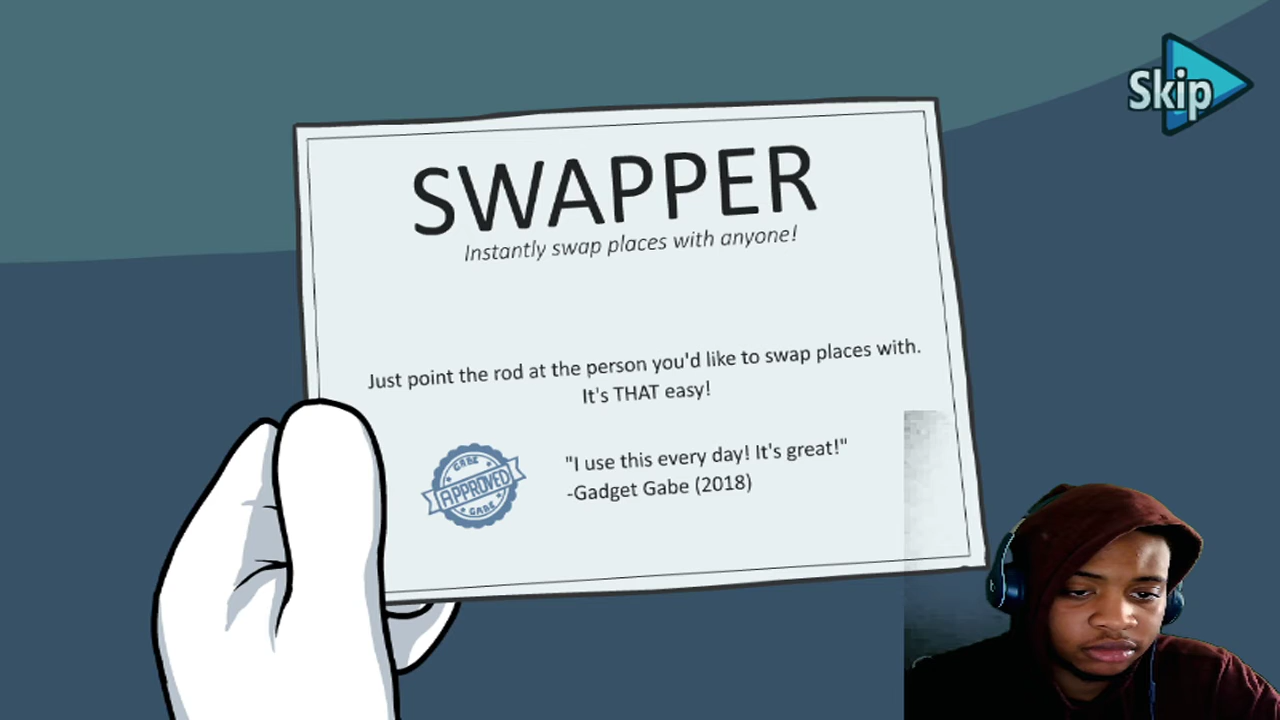 Skip
SWAPPER
Instantly swap places with anyone!
Just point the rod at the person you'd like to swap places with.
It's THAT easy!
GABE
APPROVED
GABE
"I use this every day! It's great!"
-Gadget Gabe (2018)